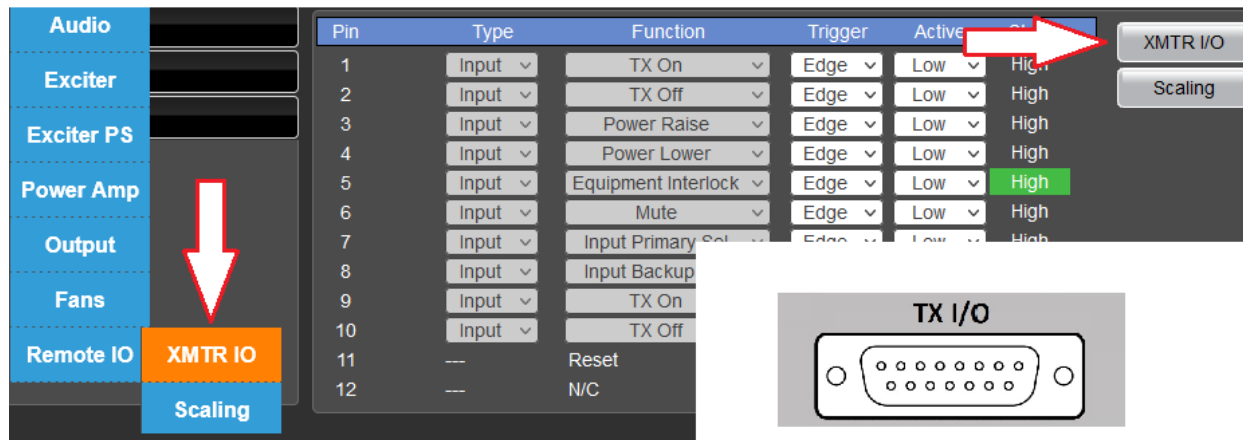 Audio
Exciter
Exciter PS
Power Amp
Output
Fans
Remote IO
XMTR IO
Scaling
Pin Type Function Trigger Active
1 Input TX On Edge Low High
2 Input TX Off Edge Low High
3 Input Power Raise Edge Low High
4 Input Power Lower Edge Low High
5 Input Equipment Interlock Edge Low High
6 Input Mute Edge Low High
7 Input Input Primary Sel Edge Low High
8 Input Input Backup
9 Input TX On
10 Input TX Off
11 --- Reset
12 --- N/C
XMTR I/O
Scaling
TX I/O